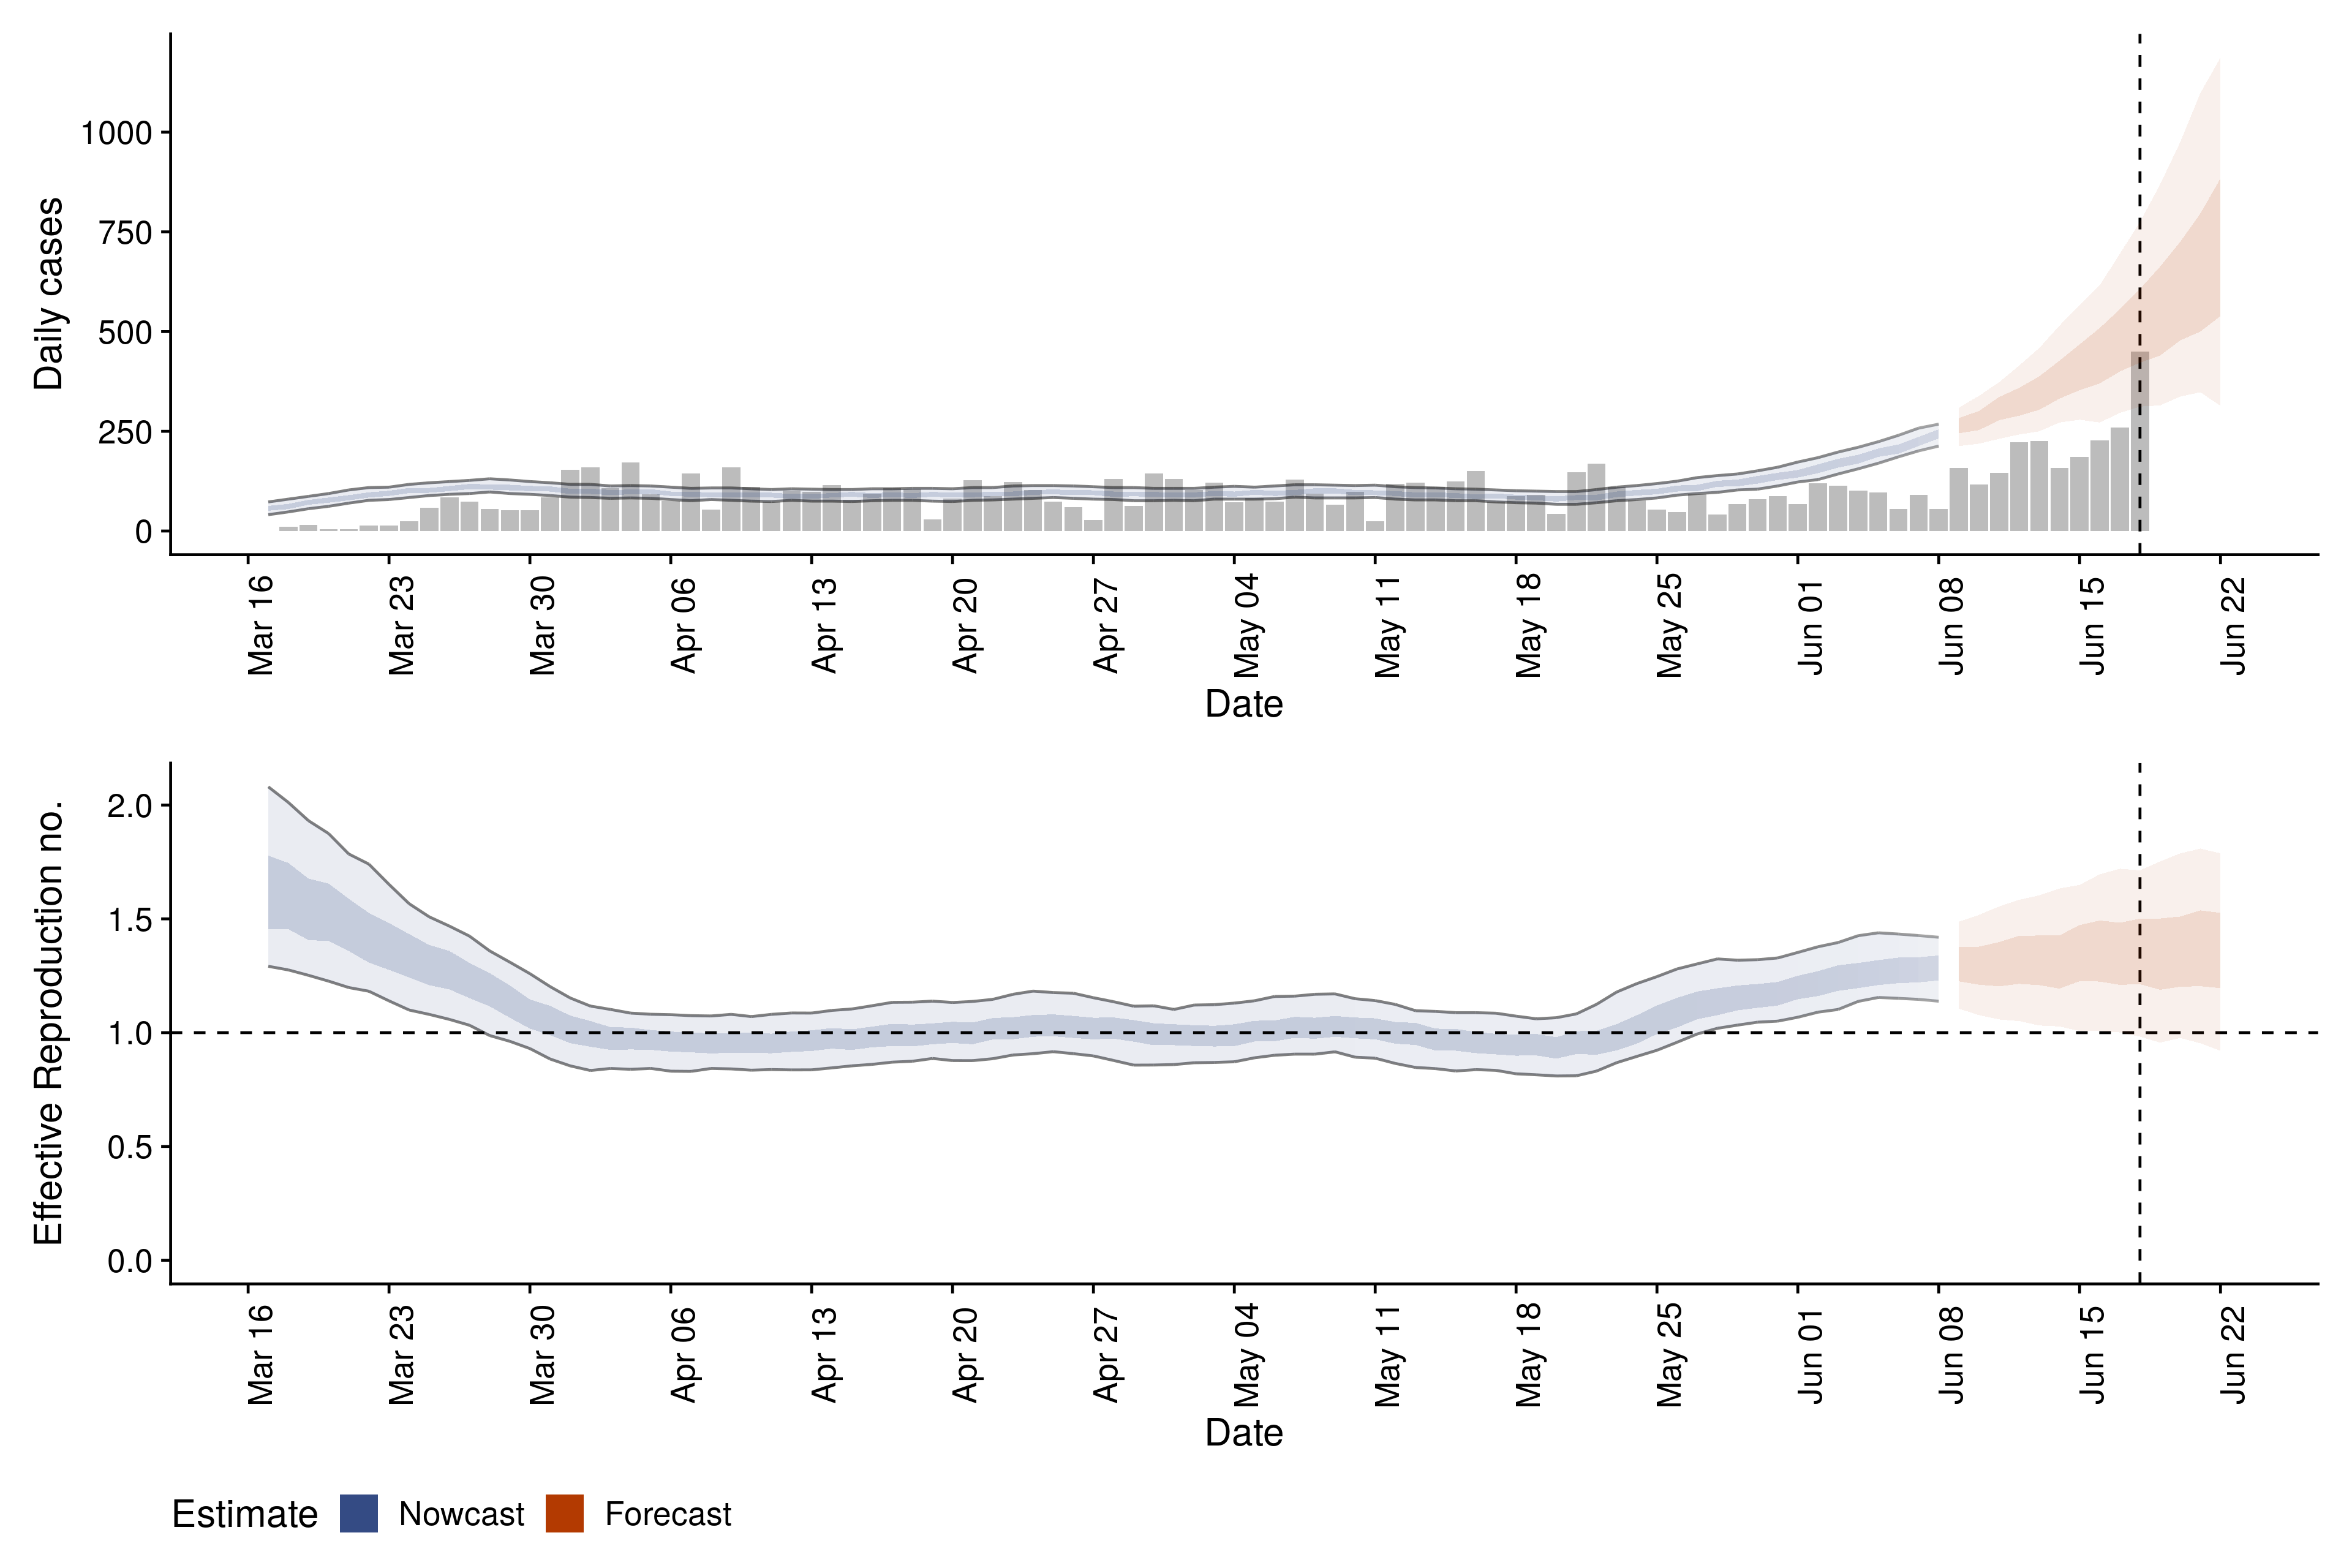 Daily cases
1000
750
500
250
0
Mar 16
Mar 23
Mar 30
Apr 06
Apr 13
Apr 20
Apr 27
May 04
May 11
May 18
May 25
Jun 01
Jun 08
Jun 15
Jun 22
Date
Effective Reproduction no.
2.0
1.5
1.0
0.5
0.0
Mar 16
Mar 23
Mar 30
Apr 06
Apr 13
Apr 20
Apr 27
May 04
May 11
May 18
May 25
Jun 01
Jun 08
Jun 15
Jun 22
Date
Estimate Nowcast Forecast